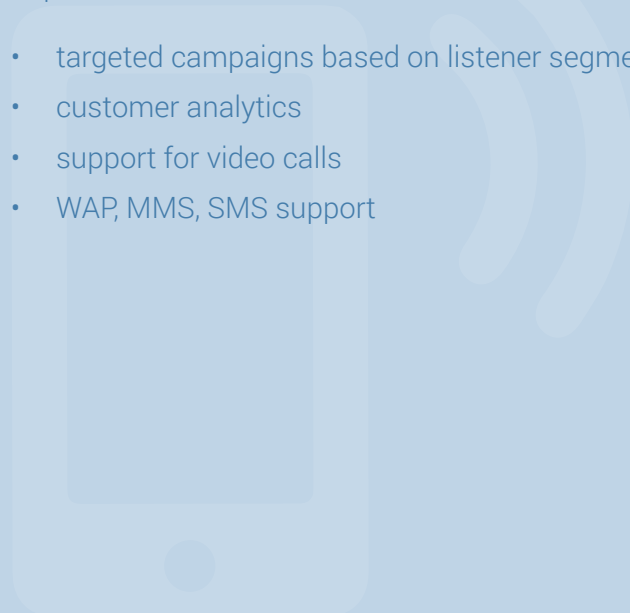 • targeted campaigns based on listener segme
• customer analytics
• support for video calls
• WAP, MMS, SMS support